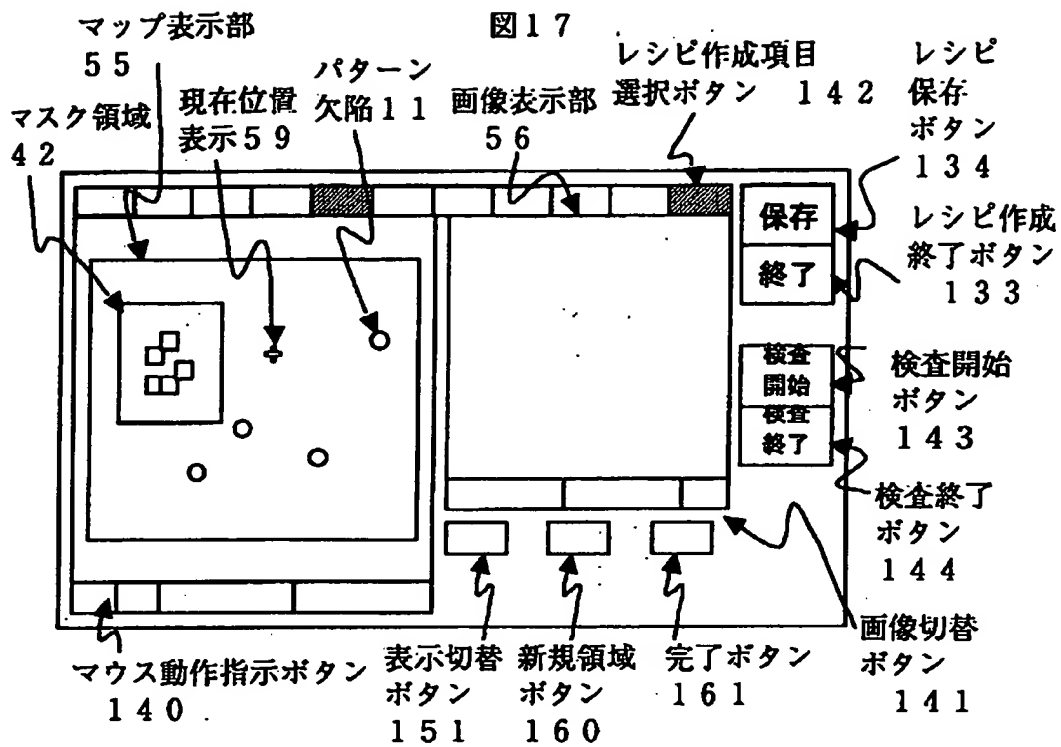 図17
マップ表示部
55
マスク領域
42
現在位置
表示59
パターン
欠陥11
画像表示部
56
レシピ作成項目
選択ボタン 142
レシピ
保存
ボタン
134
レシピ作成
終了ボタン
133
保存
終了
検査
開始
検査
終了
検査開始
ボタン
143
検査終了
ボタン
144
画像切替
ボタン
141
マウス動作指示ボタン
140
表示切替
ボタン
151
新規領域
ボタン
160
完了ボタン
161